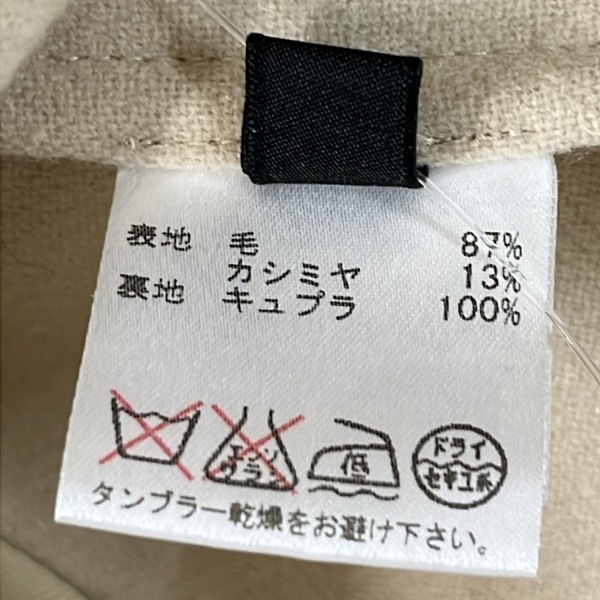 表地 毛 87%
カシミヤ 13%
裏地 キュプラ 100%
エンソ
サラシ
低
ドライ
セキユ系
タンブラー乾燥をお避け下さい。